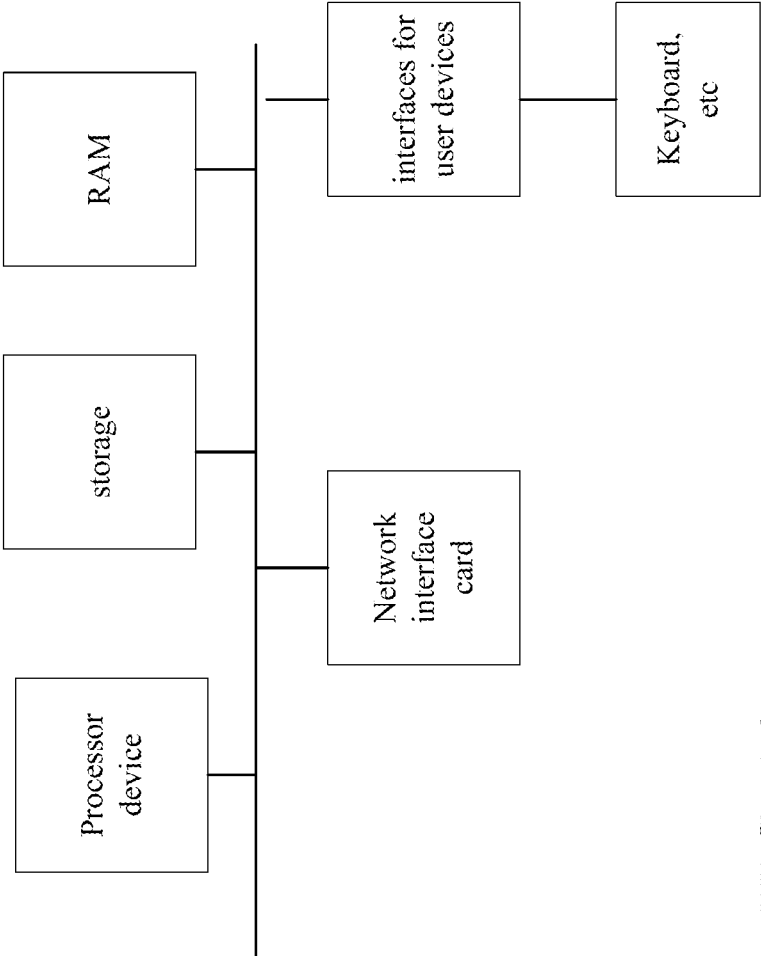 Processor
device
storage
RAM
Network
interface
card
interfaces for
user devices
Keyboard,
etc